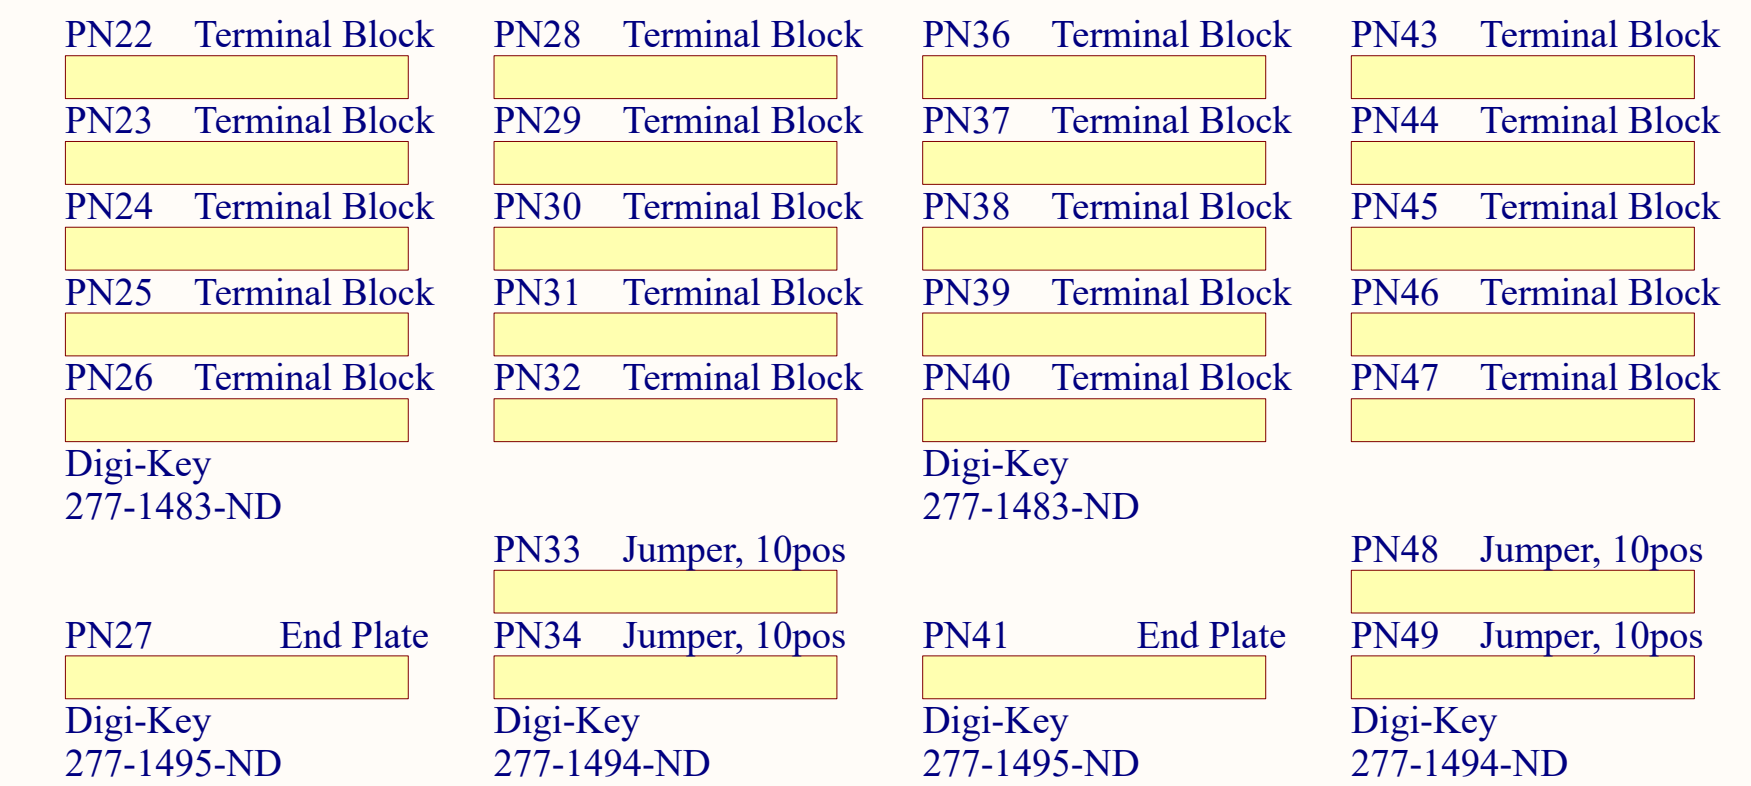 PN22 Terminal Block PN28 Terminal Block PN36 Terminal Block PN43 Terminal Block
PN23 Terminal Block PN29 Terminal Block PN37 Terminal Block PN44 Terminal Block
PN24 Terminal Block PN30 Terminal Block PN38 Terminal Block PN45 Terminal Block
PN25 Terminal Block PN31 Terminal Block PN39 Terminal Block PN46 Terminal Block
PN26 Terminal Block PN32 Terminal Block PN40 Terminal Block PN47 Terminal Block
Digi-Key Digi-Key
277-1483-ND 277-1483-ND
PN33 Jumper, 10pos PN48 Jumper, 10pos
PN27 End Plate PN34 Jumper, 10pos PN41 End Plate PN49 Jumper, 10pos
Digi-Key Digi-Key Digi-Key Digi-Key
277-1495-ND 277-1494-ND 277-1495-ND 277-1494-ND